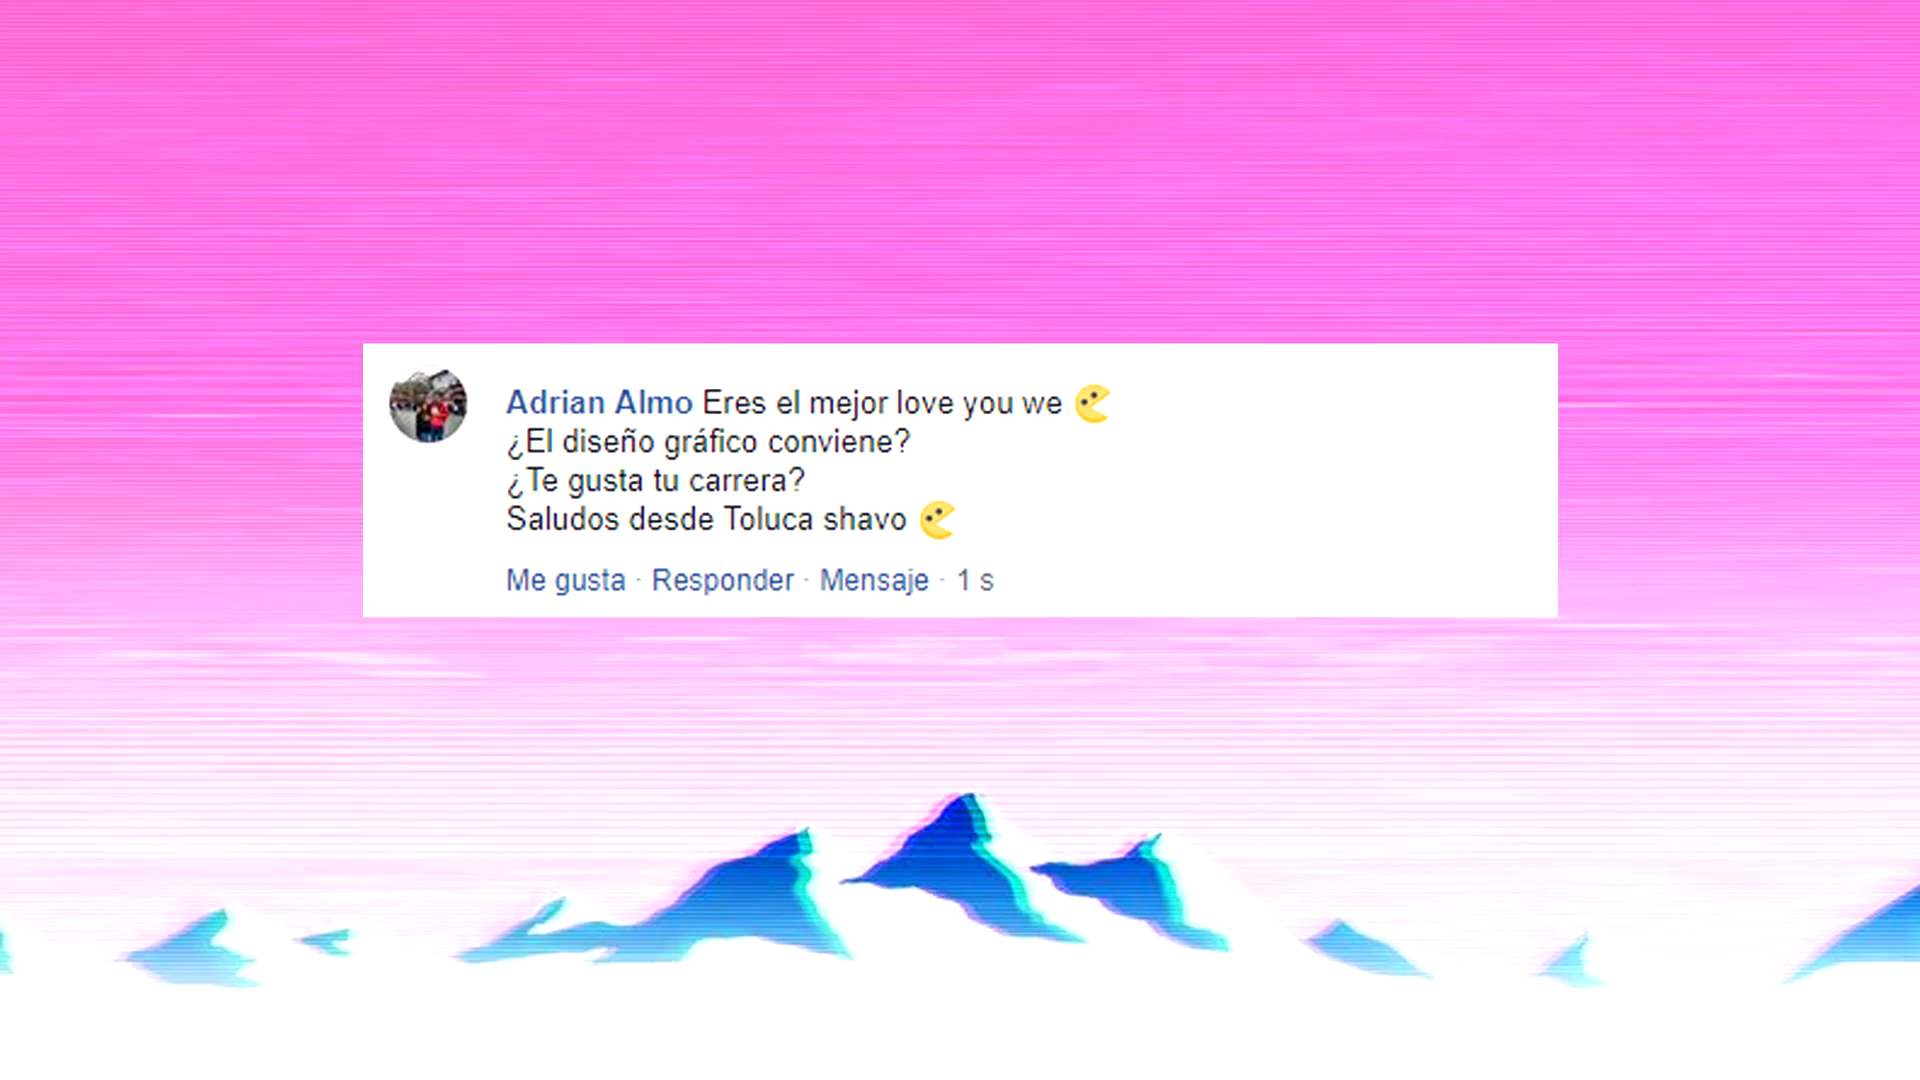 Adrian Almo Eres el mejor love you we
¿El diseño gráfico conviene?
¿Te gusta tu carrera?
Saludos desde Toluca shavo
Me gusta · Responder · Mensaje · 1 s